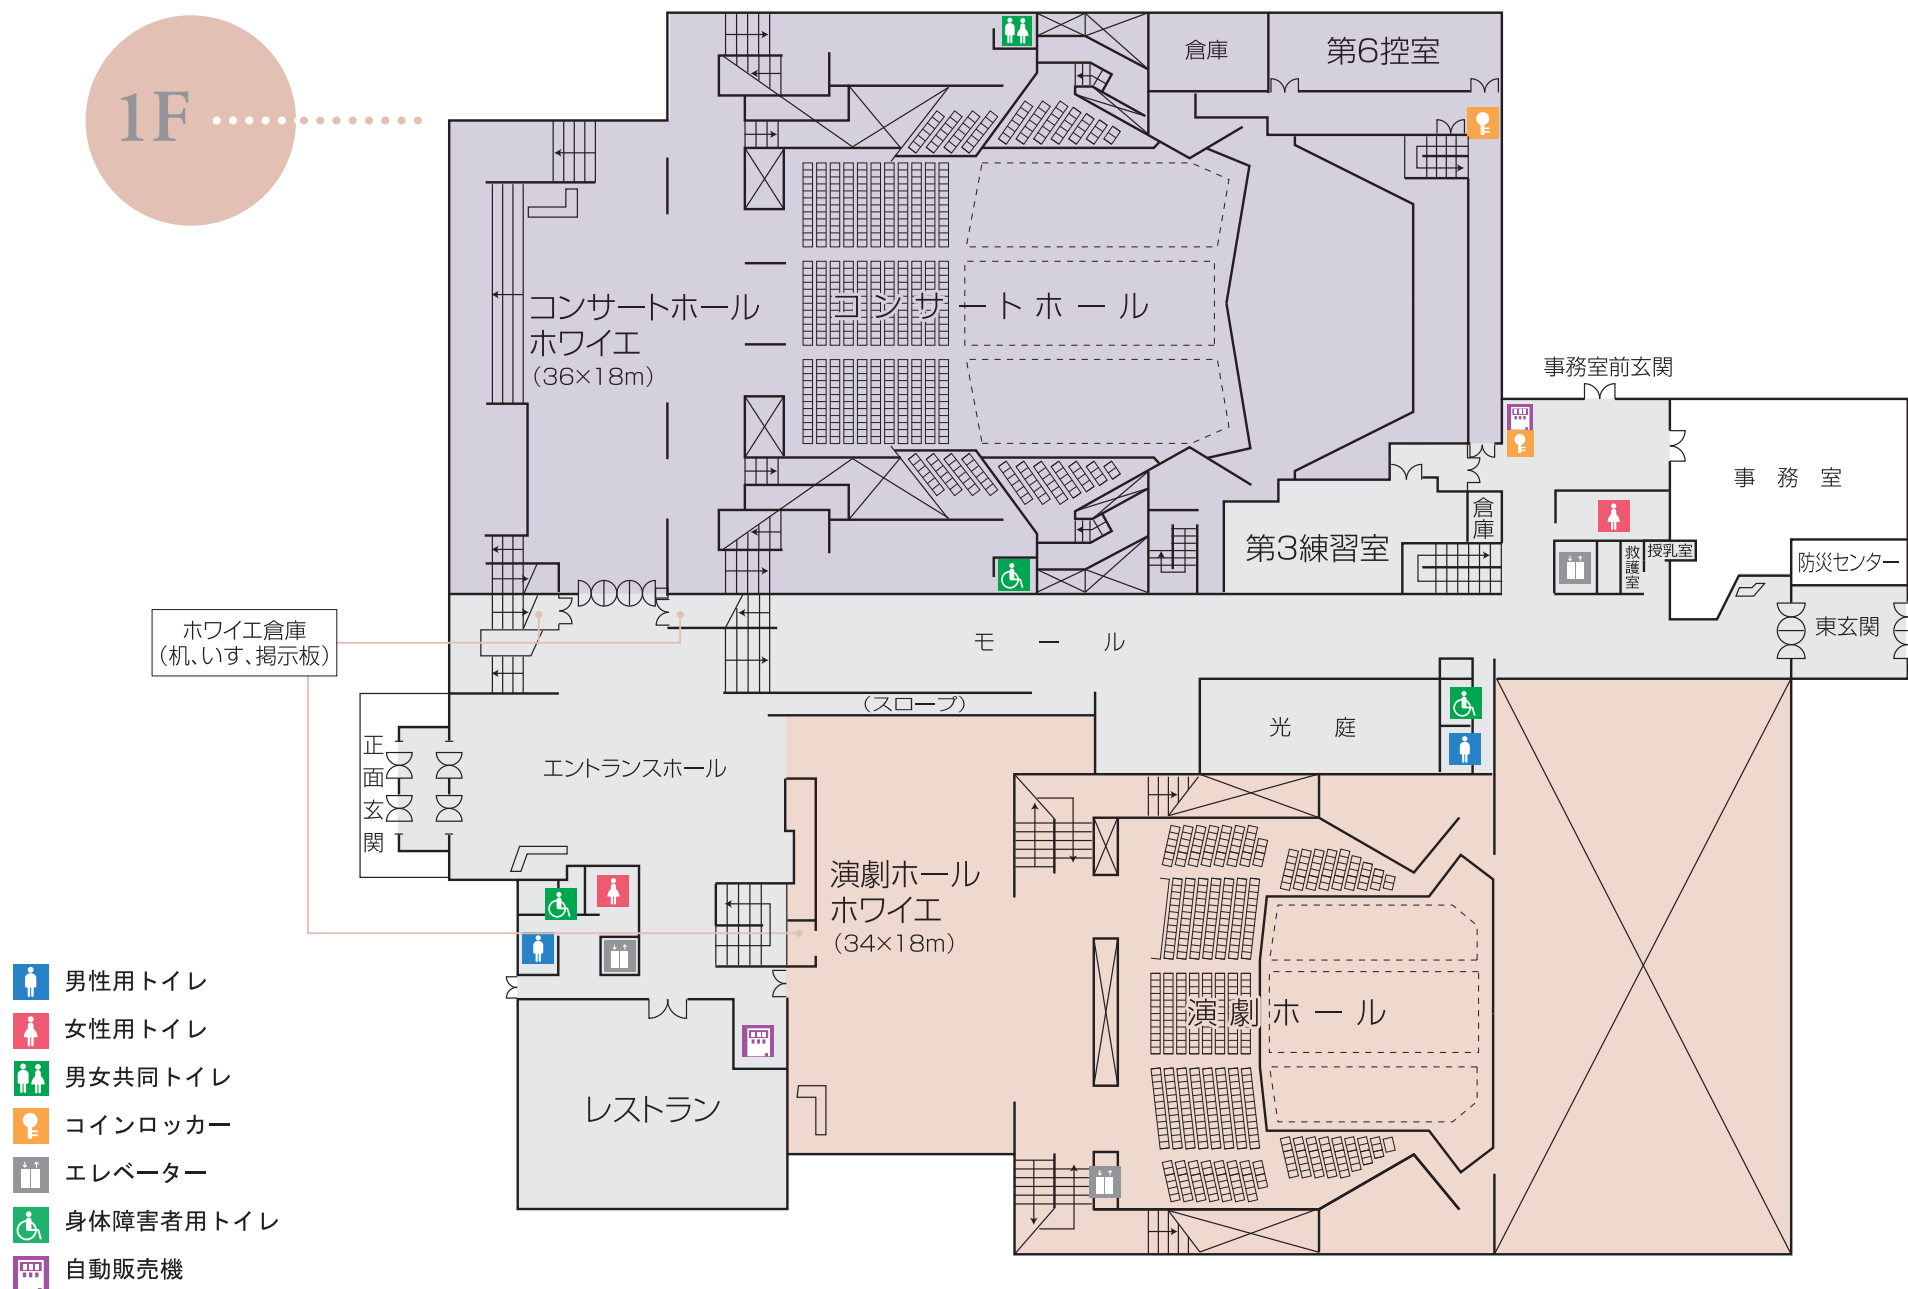 1F
倉庫
第6控室
コンサートホール
ホワイエ
（36×18m）
コンサートホール
事務室前玄関
事務室
倉庫
第3練習室
救護室
授乳室
防災センター
ホワイエ倉庫
（机、いす、掲示板）
モール
東玄関
（スロープ）
光庭
正面玄関
エントランスホール
演劇ホール
ホワイエ
（34×18m）
演劇ホール
レストラン
男性用トイレ
女性用トイレ
男女共同トイレ
コインロッカー
エレベーター
身体障害者用トイレ
自動販売機